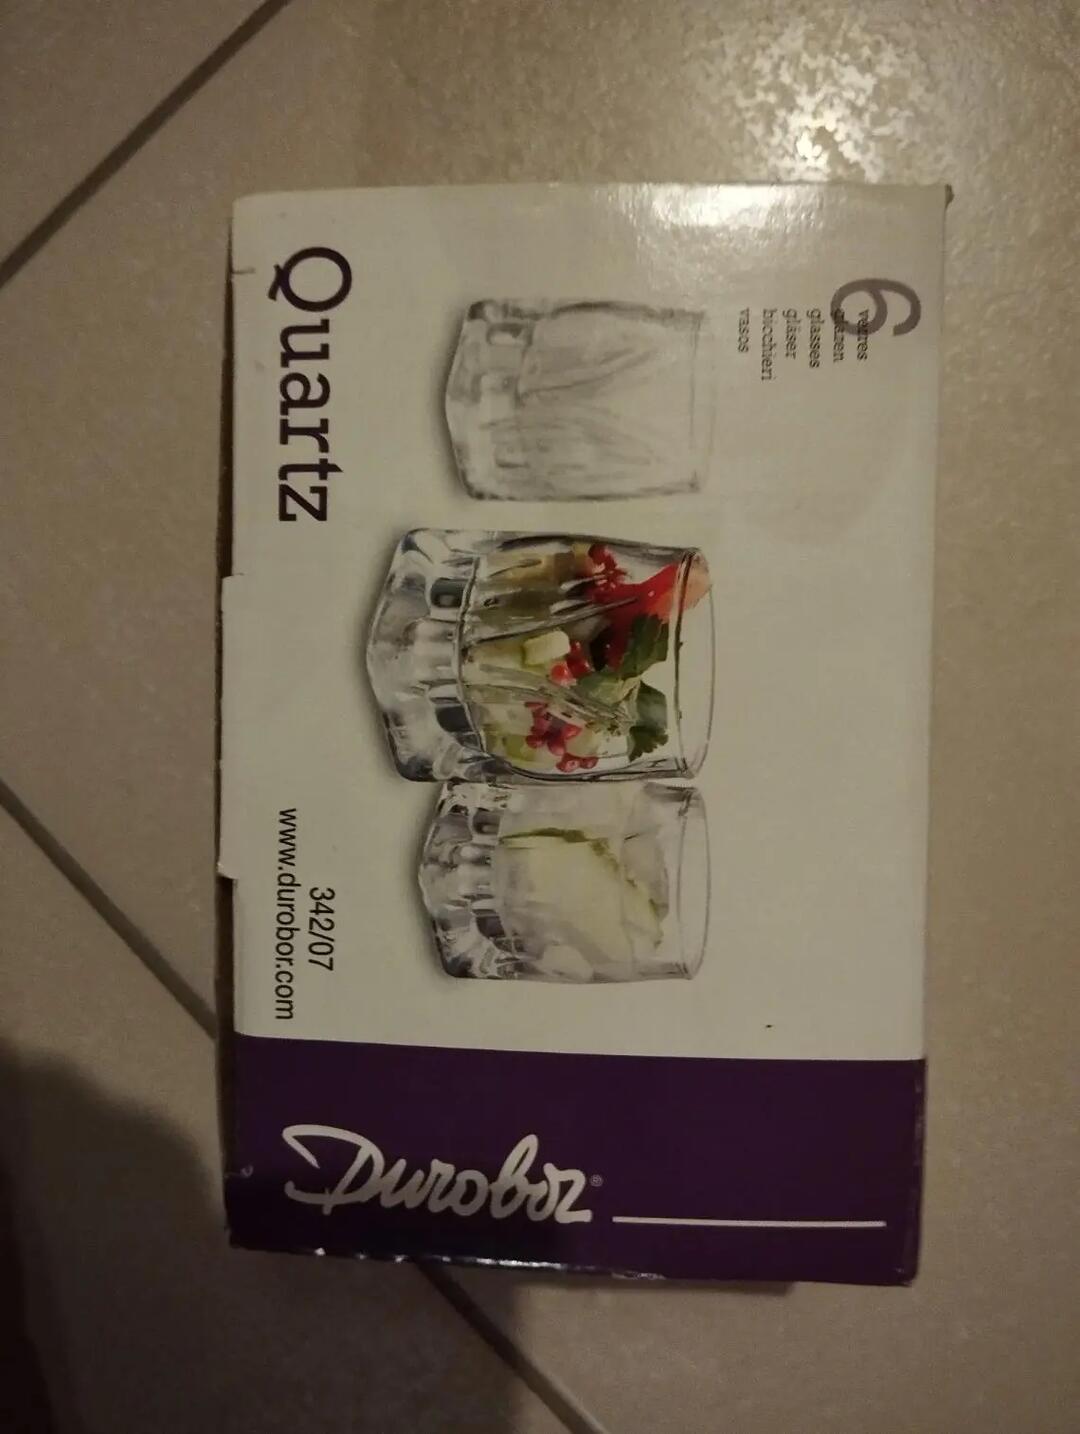 6
verres
glazen
glasses
gläser
bicchieri
vasos
Quartz
342/07
www.durobor.com
Durobor®